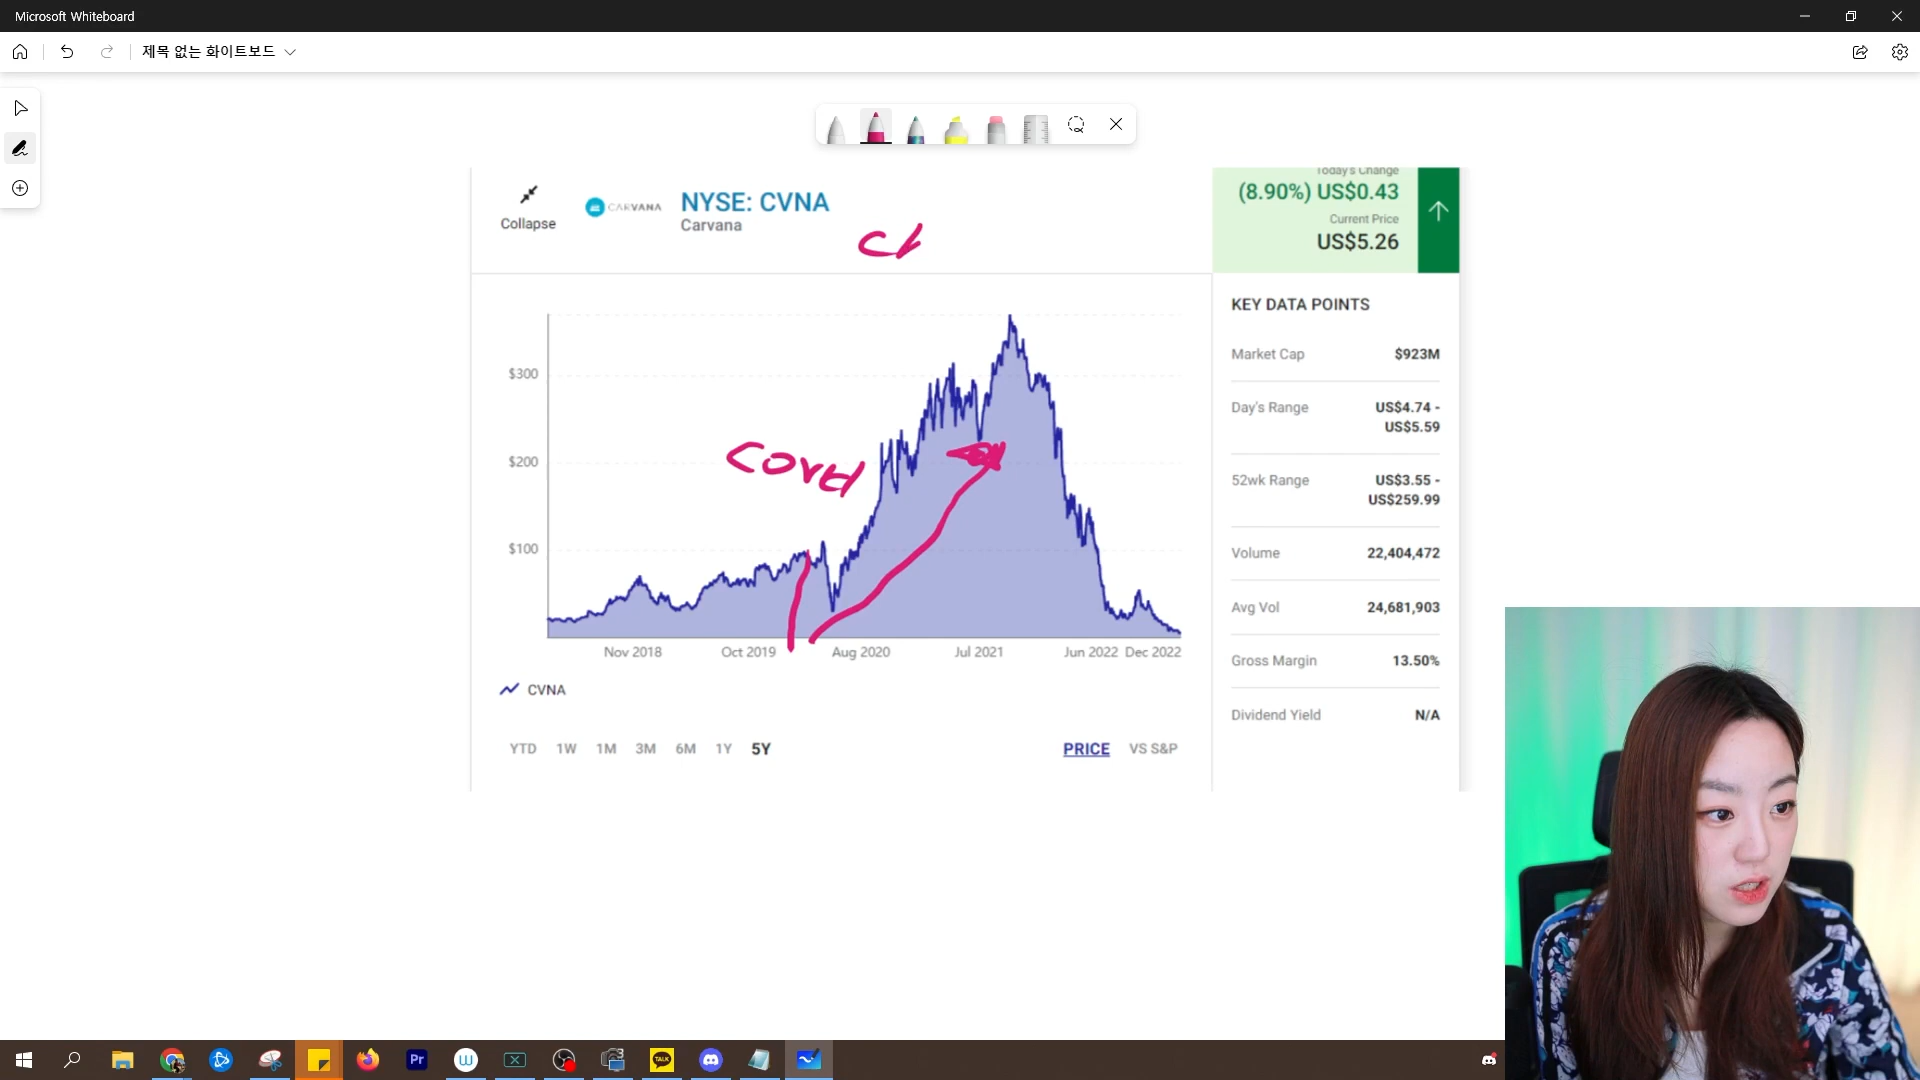 Microsoft Whiteboard
제목 없는 화이트보드
Collapse
CARVANA
NYSE: CVNA
Carvana
Today's Change
(8.90%) US$0.43
Current Price
US$5.26
$300
$200
$100
Nov 2018 Oct 2019 Aug 2020 Jul 2021 Jun 2022 Dec 2022
CVNA
YTD 1W 1M 3M 6M 1Y 5Y
PRICE VS S&P
KEY DATA POINTS
Market Cap $923M
Day's Range US$4.74 -
US$5.59
52wk Range US$3.55 -
US$259.99
Volume 22,404,472
Avg Vol 24,681,903
Gross Margin 13.50%
Dividend Yield N/A
Pr
TALK